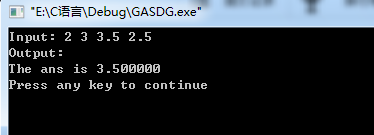 "E:\C语言\Debug\GASDG.exe"
Input: 2 3 3.5 2.5
Output:
The ans is 3.500000
Press any key to continue